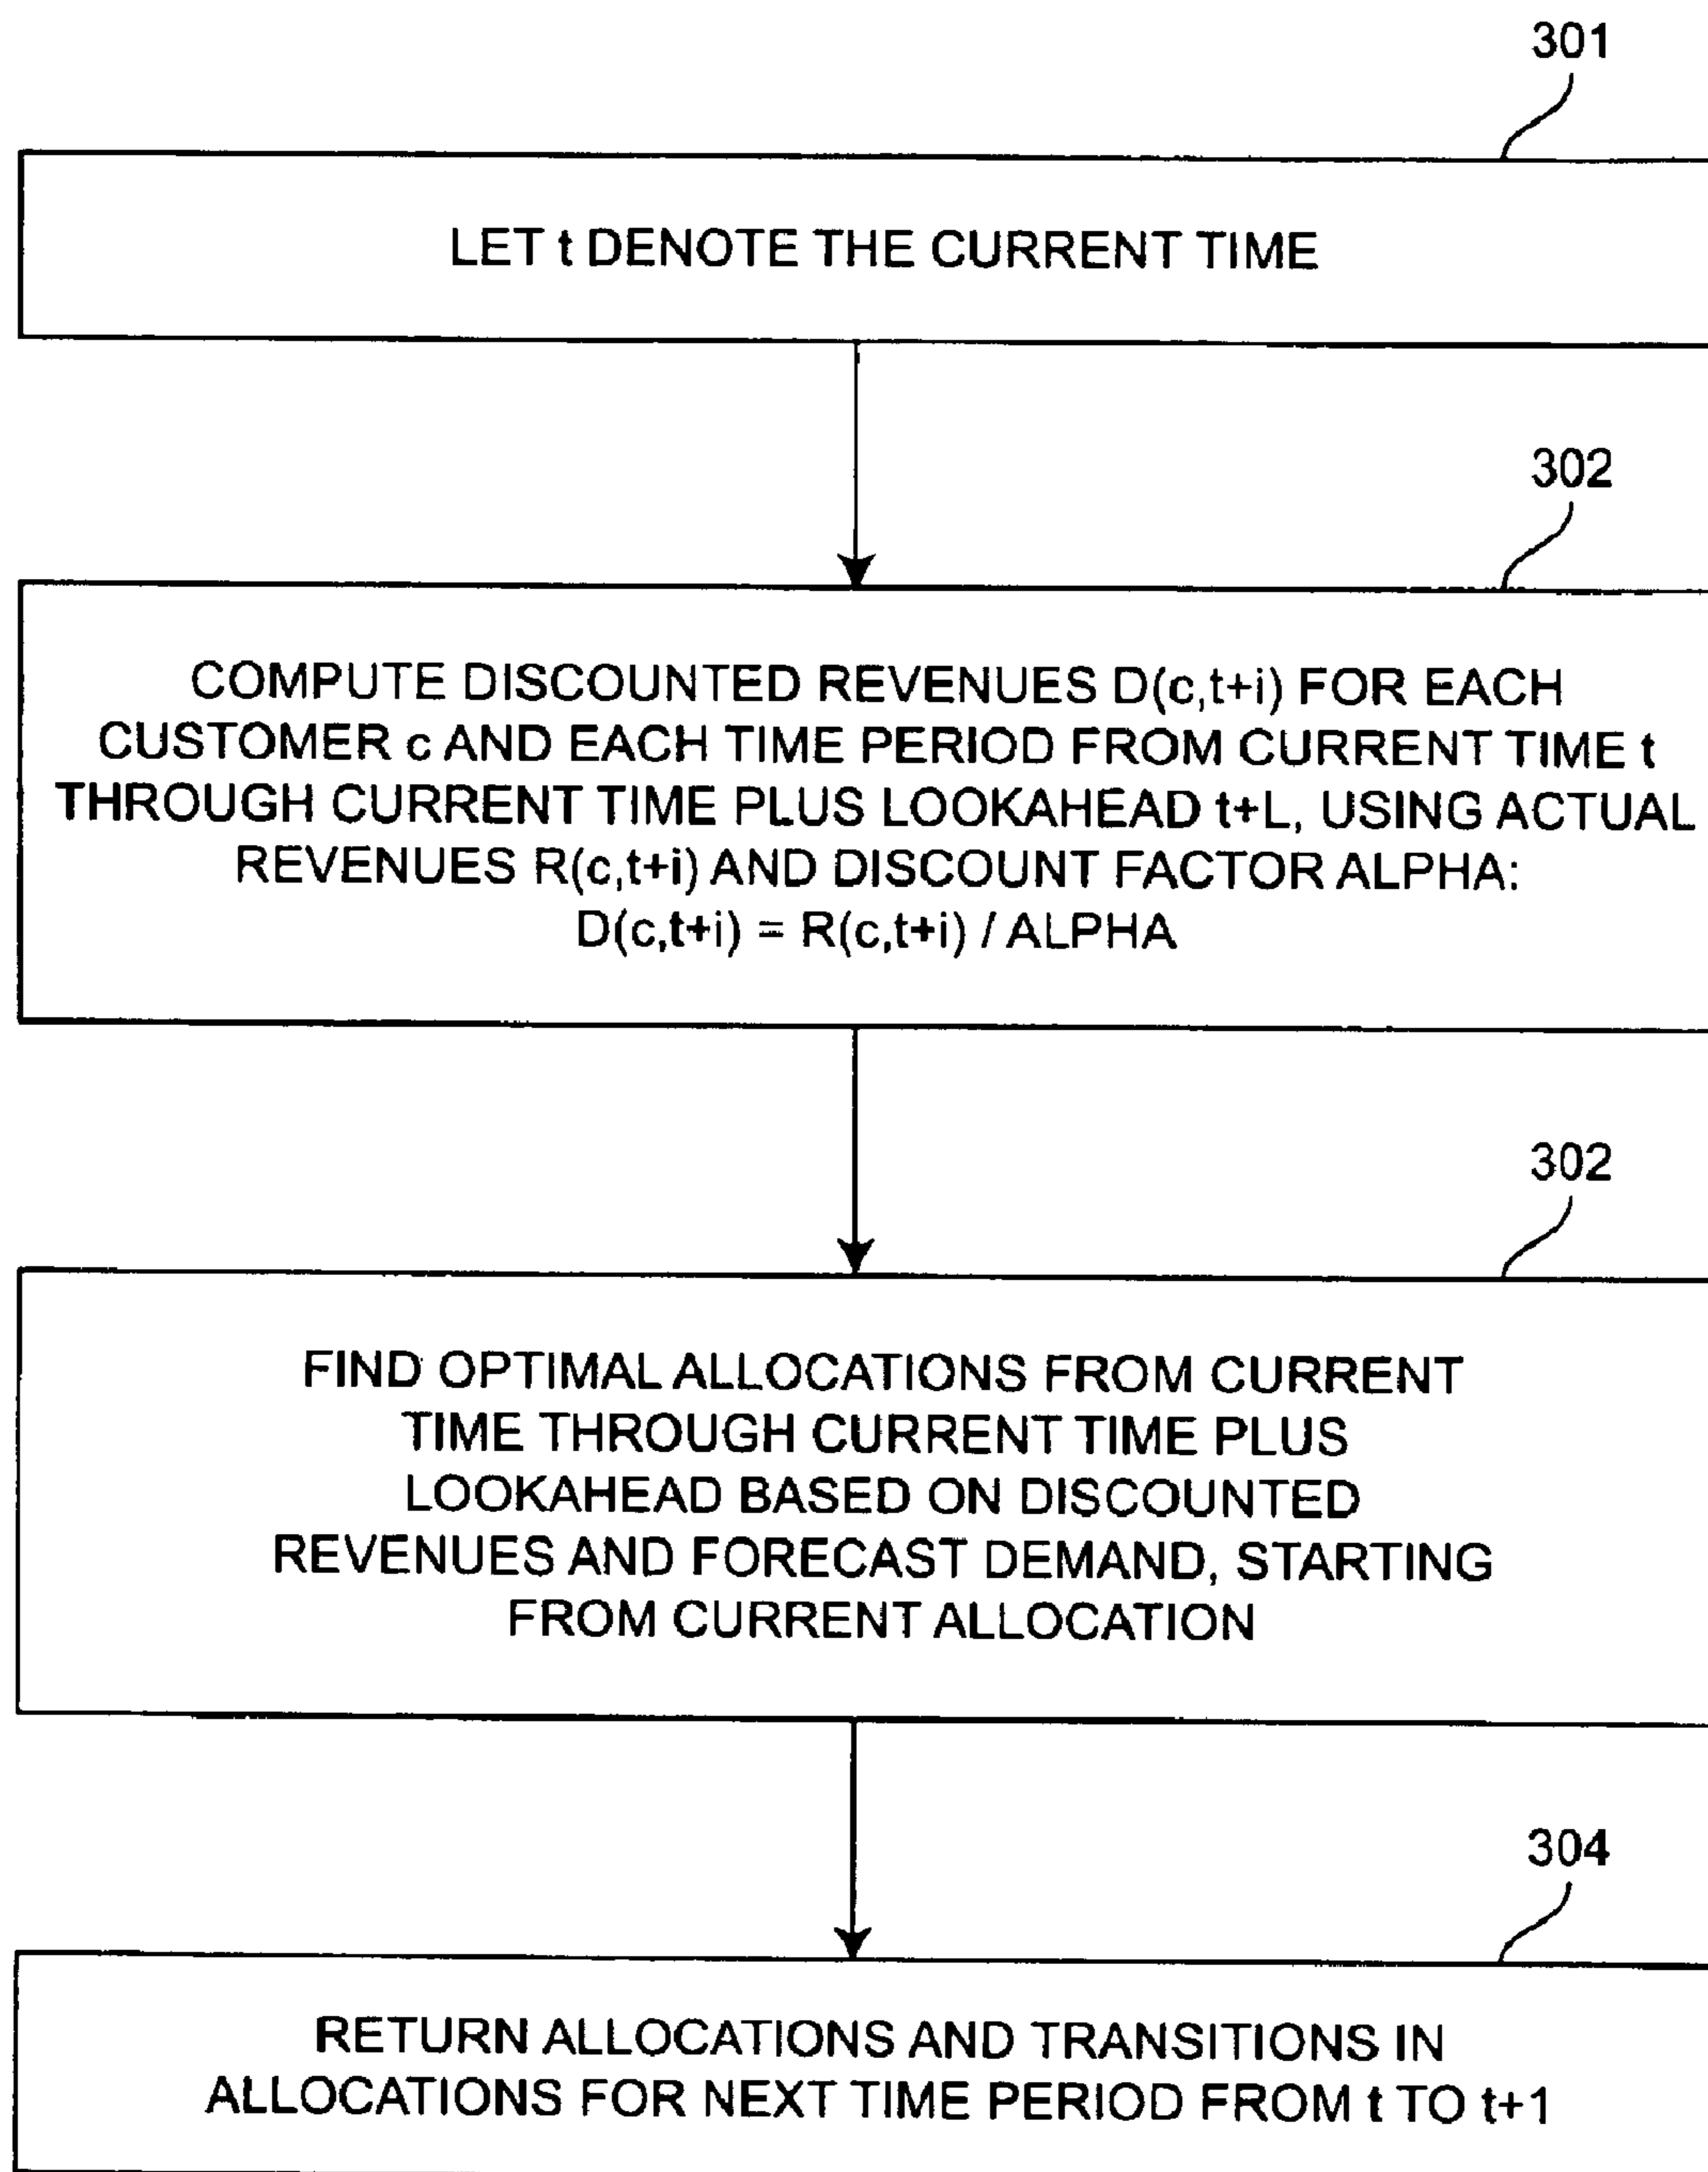 301
LET t DENOTE THE CURRENT TIME
302
COMPUTE DISCOUNTED REVENUES D(c,t+i) FOR EACH
CUSTOMER c AND EACH TIME PERIOD FROM CURRENT TIME t
THROUGH CURRENT TIME PLUS LOOKAHEAD t+L, USING ACTUAL
REVENUES R(c,t+i) AND DISCOUNT FACTOR ALPHA:
D(c,t+i) = R(c,t+i) / ALPHA
302
FIND OPTIMAL ALLOCATIONS FROM CURRENT
TIME THROUGH CURRENT TIME PLUS
LOOKAHEAD BASED ON DISCOUNTED
REVENUES AND FORECAST DEMAND, STARTING
FROM CURRENT ALLOCATION
304
RETURN ALLOCATIONS AND TRANSITIONS IN
ALLOCATIONS FOR NEXT TIME PERIOD FROM t TO t+1